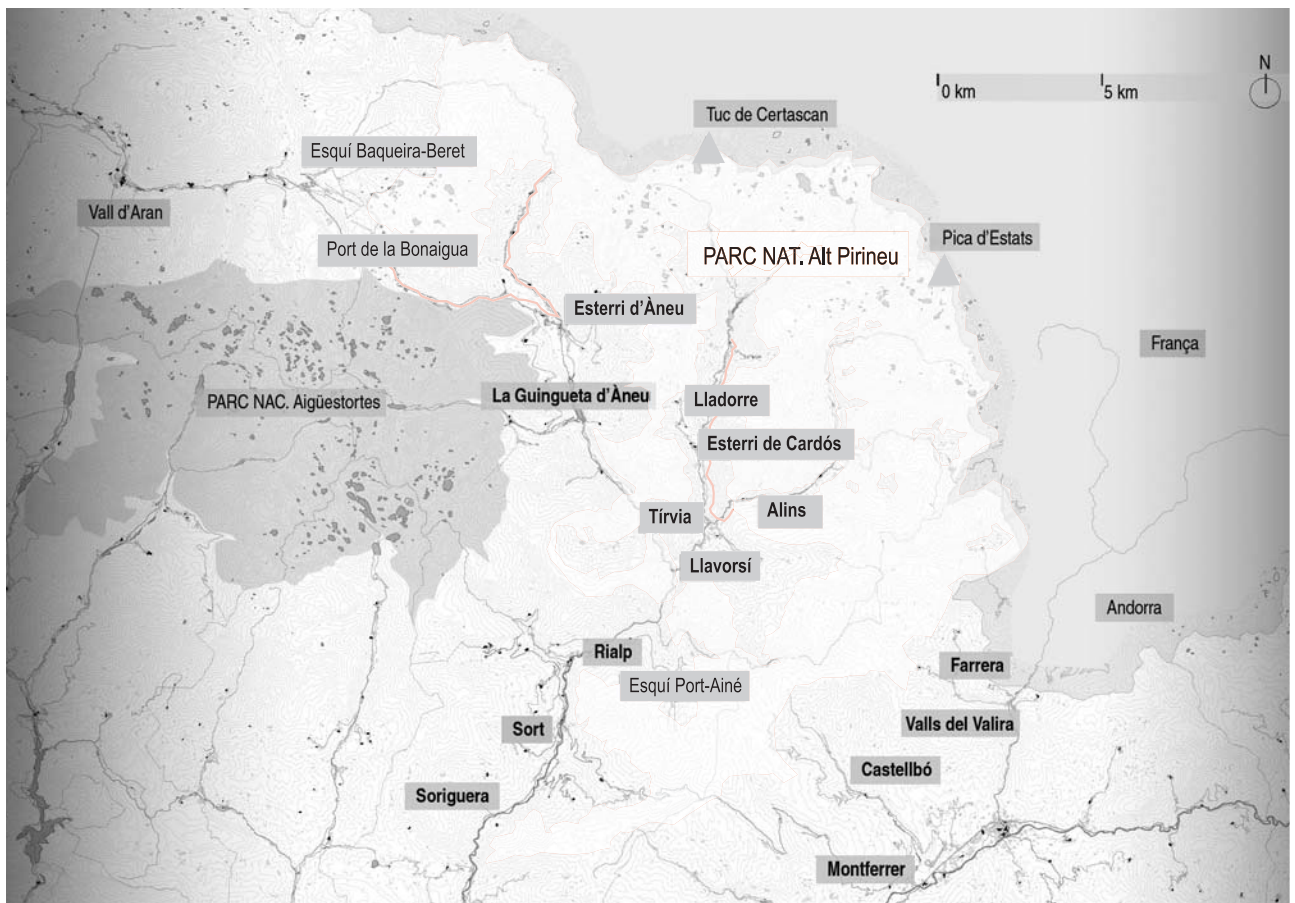 N
0 km
5 km
Tuc de Certascan
Esquí Baqueira-Beret
Vall d'Aran
Port de la Bonaigua
Pica d'Estats
PARC NAT. Alt Pirineu
Esterri d'Àneu
França
La Guingueta d'Àneu
PARC NAC. Aigüestortes
Lladorre
Esterri de Cardós
Tírvia
Alins
Llavorsí
Andorra
Rialp
Farrera
Esquí Port-Ainé
Sort
Valls del Valira
Castellbó
Soriguera
Montferrer